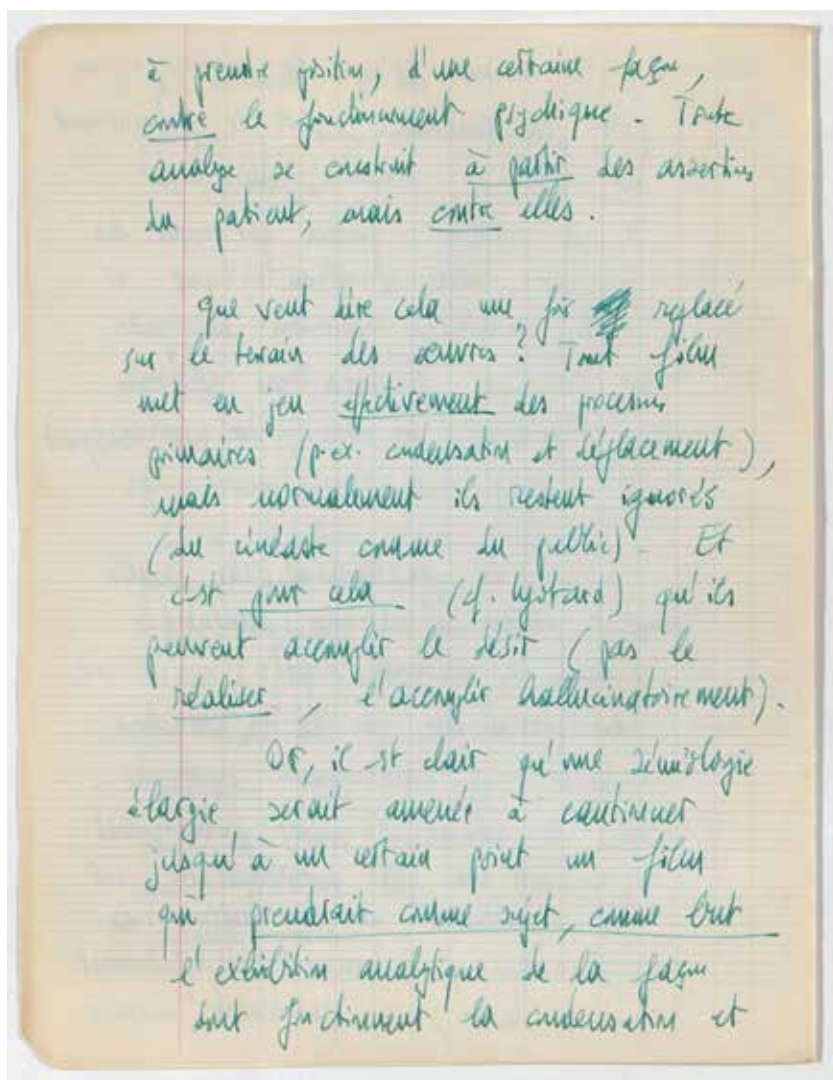 à prendre position, d'une certaine façon,
contre le fonctionnement psychique. Toute
analyse se construit à partir des assertions
du patient, mais contre elles.
Que veut dire cela une fois replacé
sur le terrain des œuvres ? Tout film
met en jeu effectivement des processus
primaires (p. ex. condensation et déplacement),
mais normalement ils restent ignorés
(du cinéaste comme du public). Et
c'est pour cela (cf. Lyotard) qu'ils
peuvent accomplir le désir (pas le
réaliser, l'accomplir hallucinatoirement).
Or, il est clair qu'une sémiologie
élargie serait amenée à cautionner
jusqu'à un certain point un film
qui prendrait comme sujet, comme but
l'exhibition analytique de la façon
dont fonctionnent la condensation et